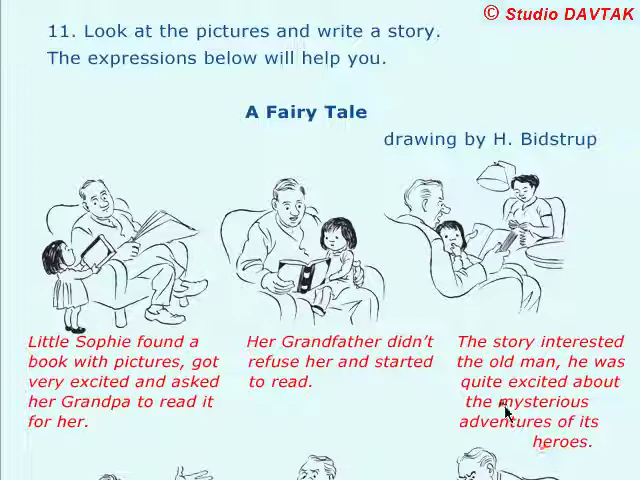 © Studio DAVTAK
11. Look at the pictures and write a story.
The expressions below will help you.
A Fairy Tale
drawing by H. Bidstrup
Little Sophie found a
book with pictures, got
very excited and asked
her Grandpa to read it
for her.
Her Grandfather didn't
refuse her and started
to read.
The story interested
the old man, he was
quite excited about
the mysterious
adventures of its
heroes.